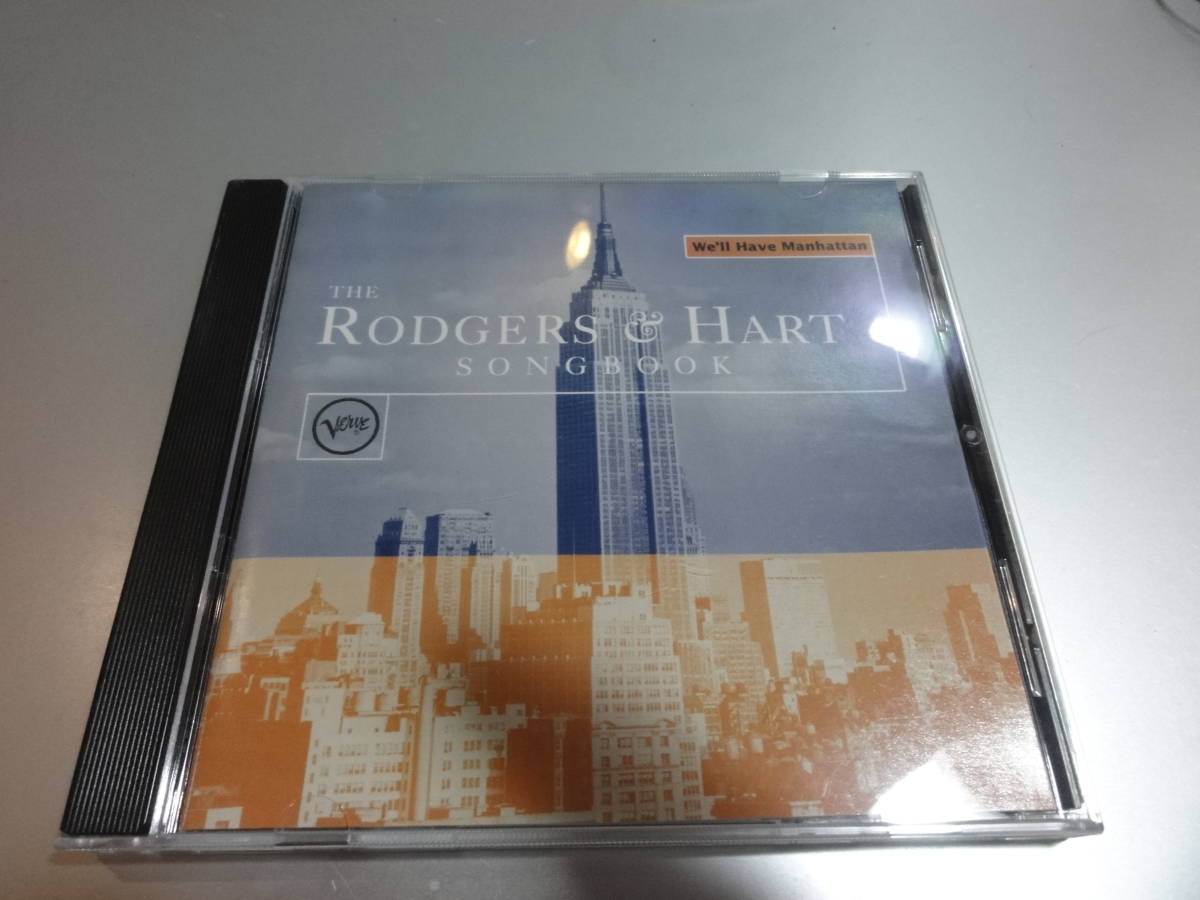 We'll Have Manhattan
THE
RODGERS & HART
SONGBOOK
Verve